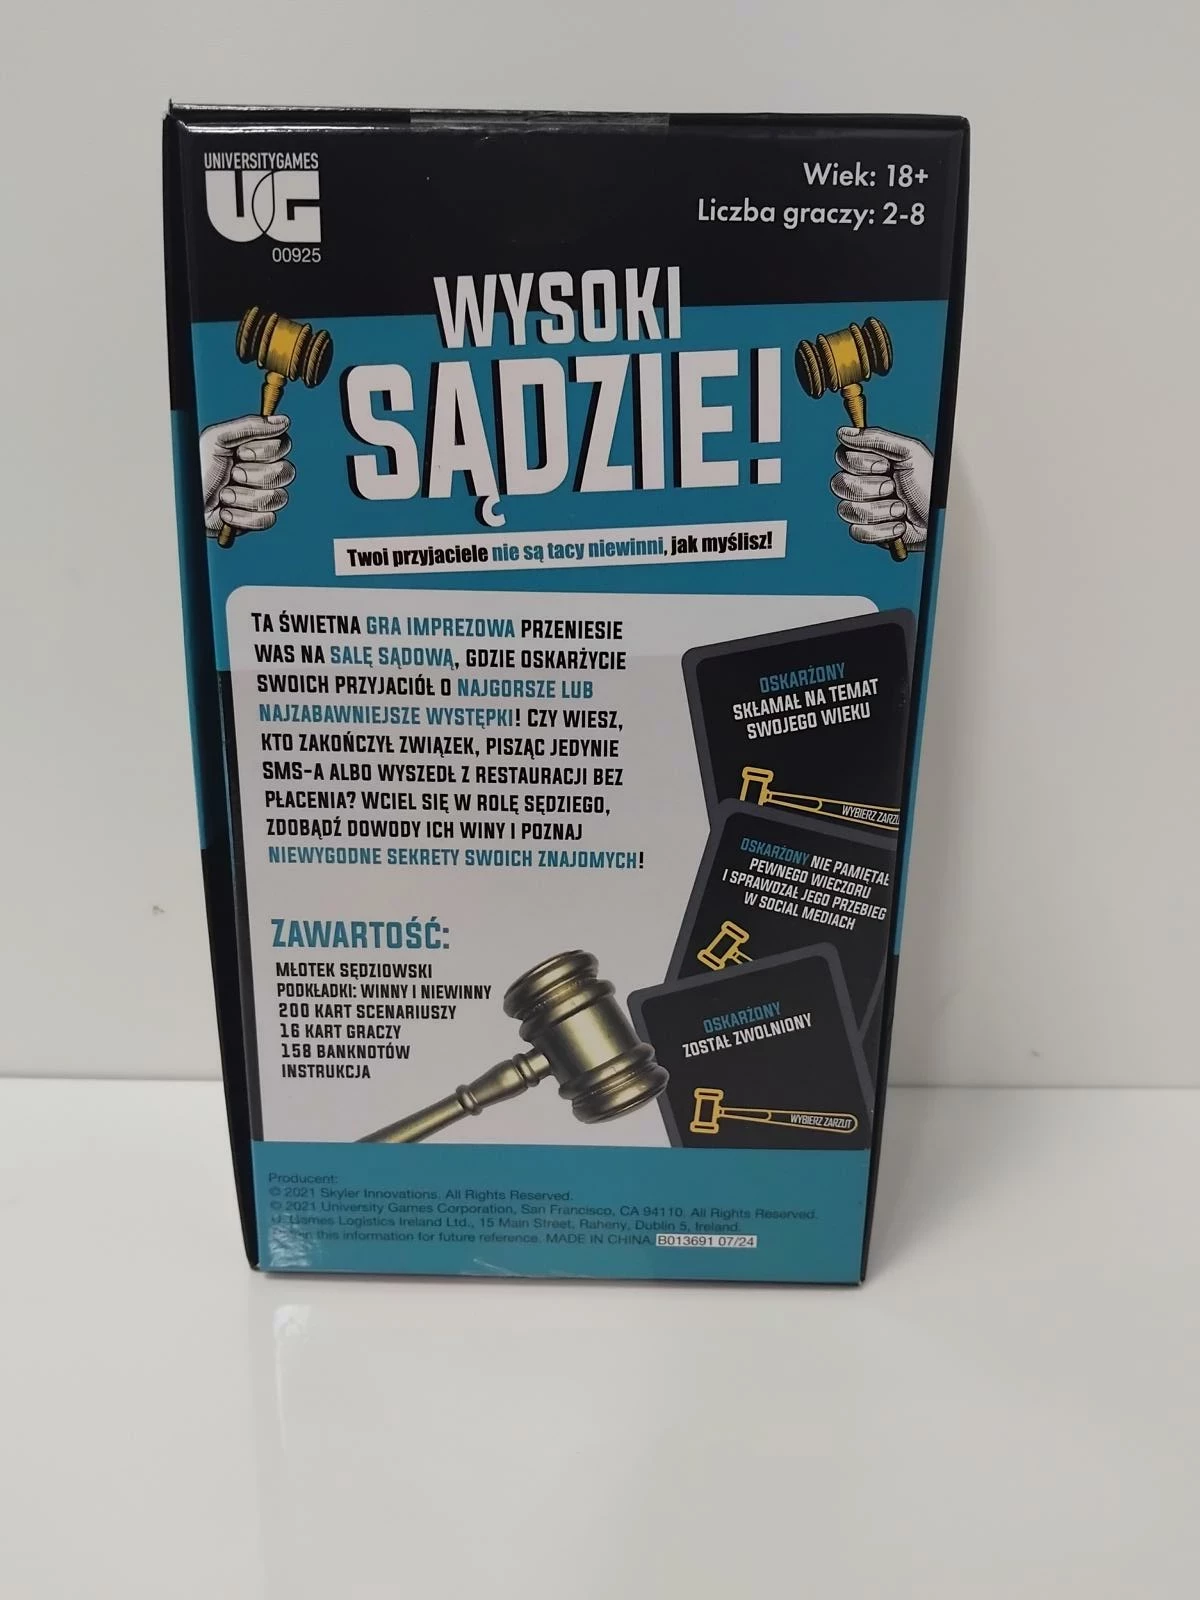 UNIVERSITY GAMES
UG
00925
Wiek: 18+
Liczba graczy: 2-8
WYSOKI
SĄDZIE!
Twoi przyjaciele nie są tacy niewinni, jak myślisz!
TA ŚWIETNA GRA IMPREZOWA PRZENIESIE
WAS NA SALĘ SĄDOWĄ, GDZIE OSKARŻYCIE
SWOICH PRZYJACIÓŁ O NAJGORSZE LUB
NAJZABAWNIEJSZE WYSTĘPKI! CZY WIESZ,
KTO ZAKOŃCZYŁ ZWIĄZEK, PISZĄC JEDYNIE
SMS-A ALBO WYSZEDŁ Z RESTAURACJI BEZ
PŁACENIA? WCIEL SIĘ W ROLĘ SĘDZIEGO,
ZDOBĄDŹ DOWODY ICH WINY I POZNAJ
NIEWYGODNE SEKRETY SWOICH ZNAJOMYCH!
OSKARŻONY
SKŁAMAŁ NA TEMAT
SWOJEGO WIEKU
WYBIERZ ZARZU
OSKARŻONY NIE PAMIĘTAŁ
PEWNEGO WIECZORU
I SPRAWDZAŁ JEGO PRZEBIEG
W SOCIAL MEDIACH
OSKARŻONY
ZOSTAŁ ZWOLNIONY
WYBIERZ ZARZUT
ZAWARTOŚĆ:
MŁOTEK SĘDZIOWSKI
PODKŁADKI: WINNY I NIEWINNY
200 KART SCENARIUSZY
16 KART GRACZY
158 BANKNOTÓW
INSTRUKCJA
Producent:
© 2021 Skyler Innovations. All Rights Reserved.
© 2021 University Games Corporation, San Francisco, CA 94110. All Rights Reserved.
Games Logistics Ireland Ltd., 15 Main Street, Raheny, Dublin 5, Ireland.
this information for future reference. MADE IN CHINA. B013691 07/24